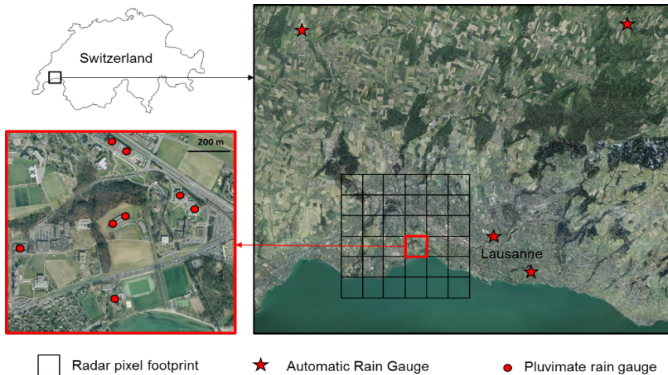 Switzerland
200 m
Lausanne
Radar pixel footprint
Automatic Rain Gauge
Pluvimate rain gauge